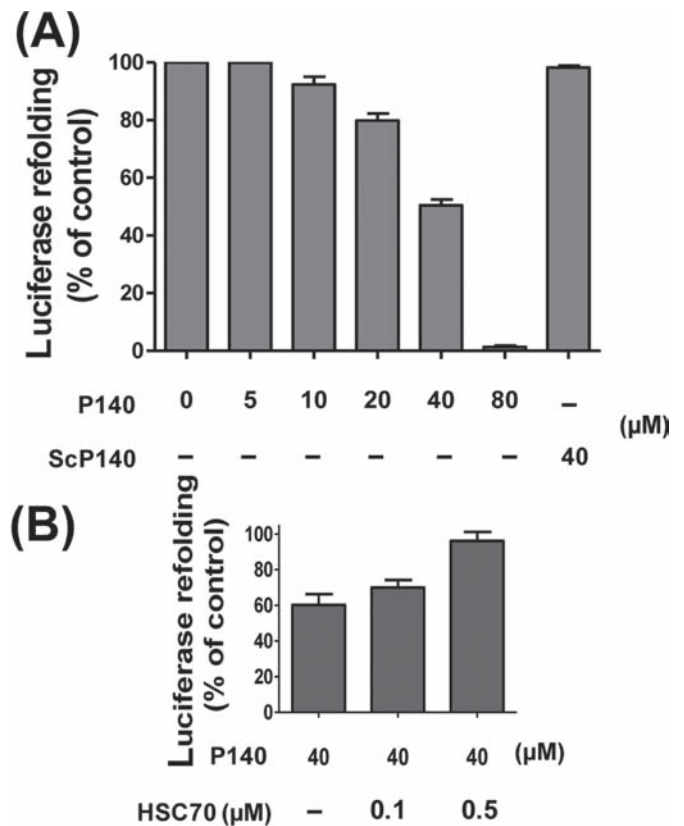 (A)
Luciferase refolding
(% of control)
100
80
60
40
20
0
P140 0 5 10 20 40 80 –
(µM)
ScP140 – – – – – – 40
(B)
Luciferase refolding
(% of control)
100
80
60
40
20
0
P140 40 40 40 (µM)
HSC70 (µM) – 0.1 0.5